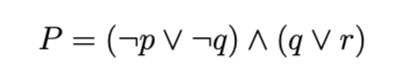 P = (¬p ∨ ¬q) ∧ (q ∨ r)